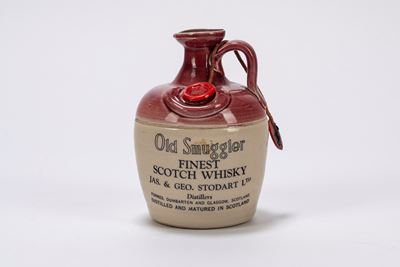 Old Smuggler
FINEST
SCOTCH WHISKY
JAS. & GEO. STODART LTD
Distillers
FORRES, DUMBARTON AND GLASGOW, SCOTLAND
DISTILLED AND MATURED IN SCOTLAND